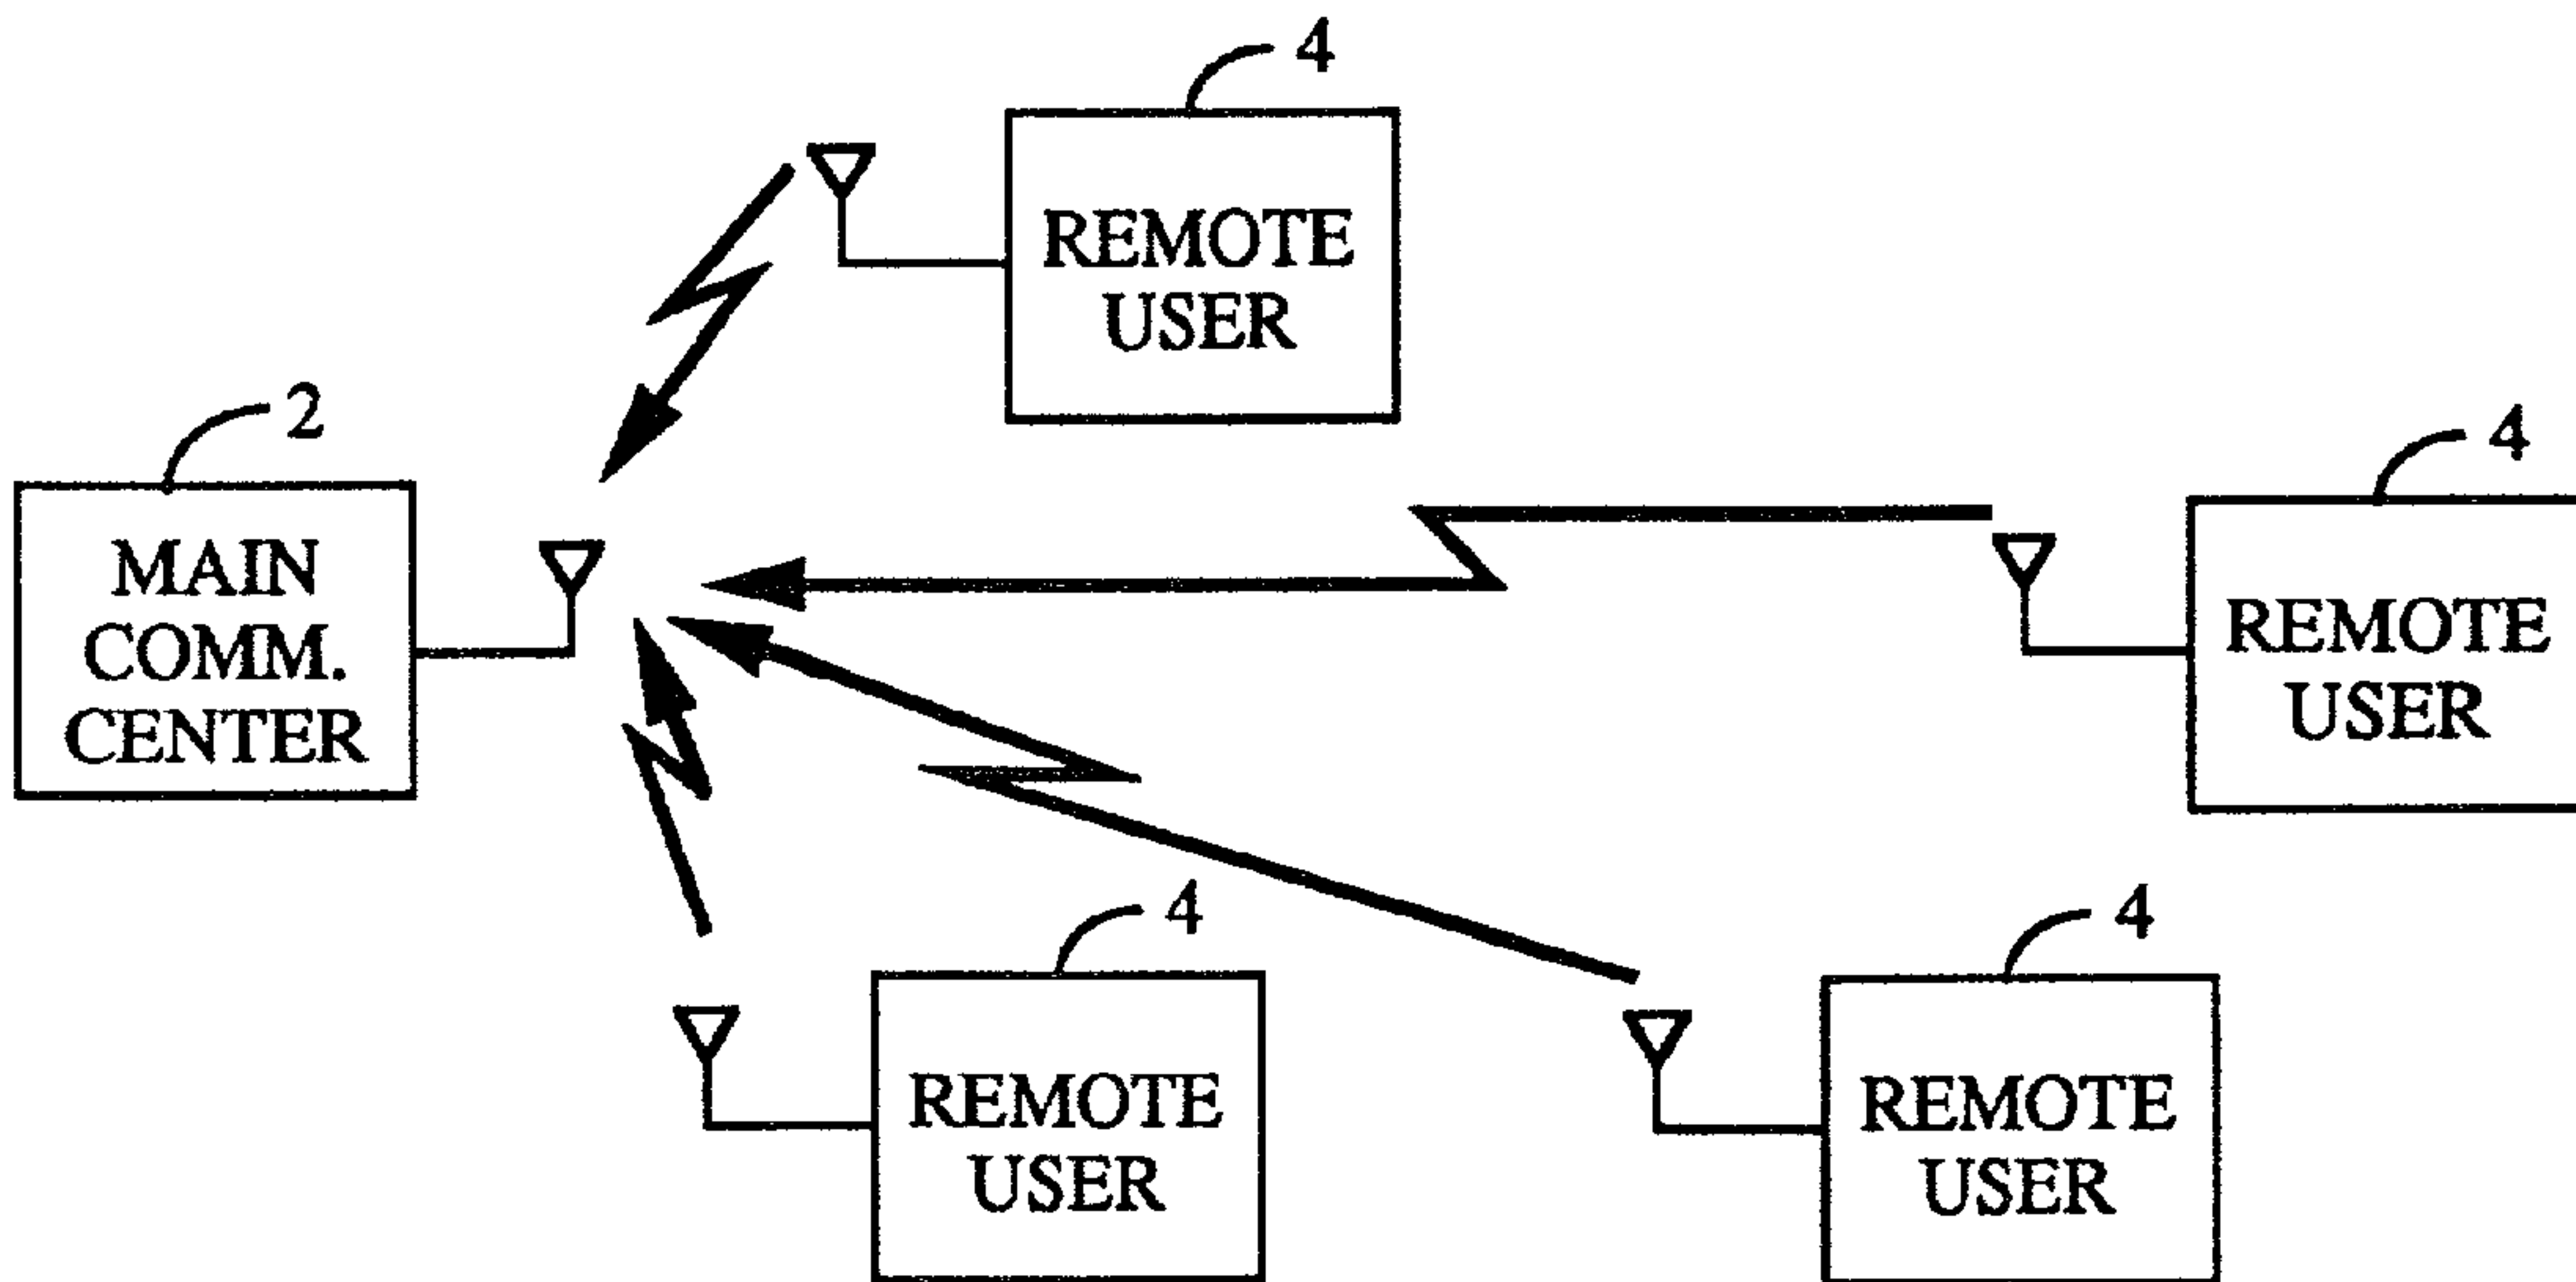 4
REMOTE
USER
2
MAIN
COMM.
CENTER
4
REMOTE
USER
4
REMOTE
USER
4
REMOTE
USER